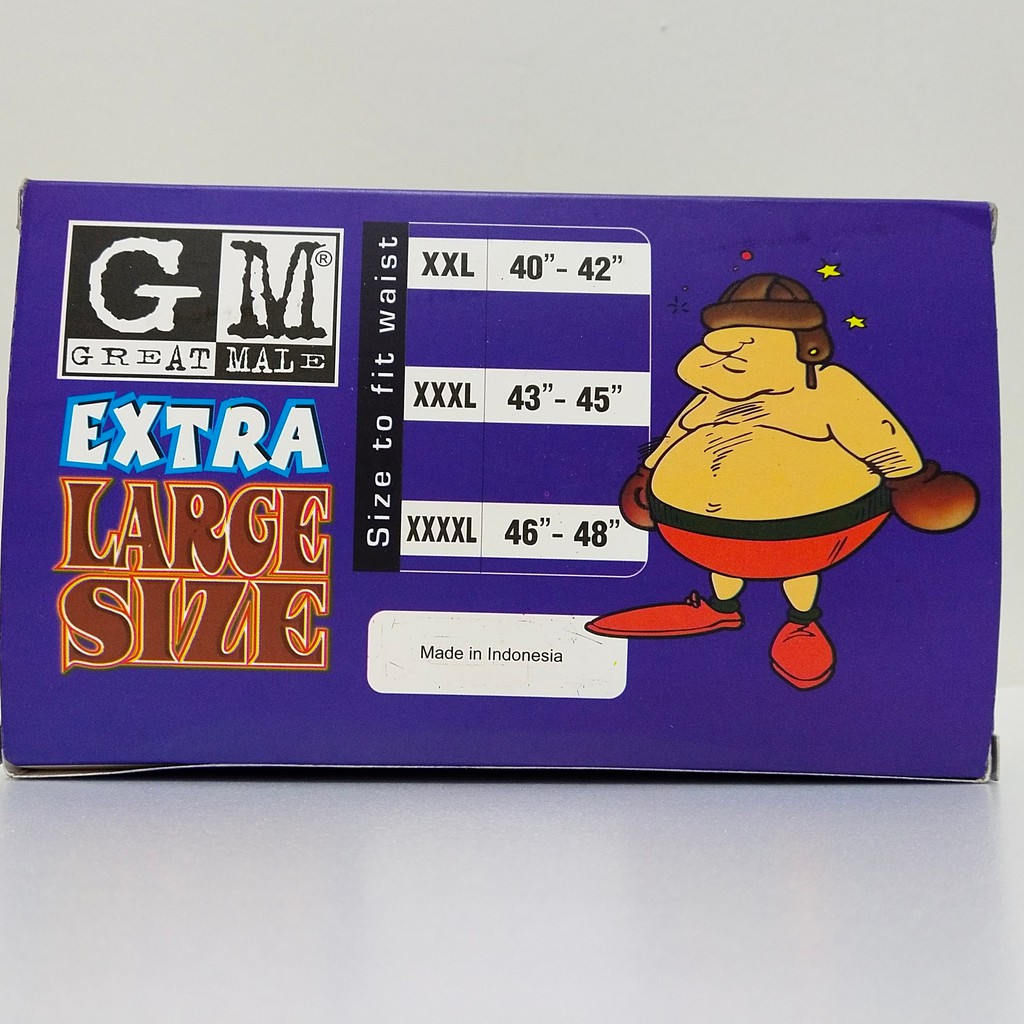 GM®
GREAT MALE
EXTRA
LARGE
SIZE
Size to fit waist
XXL 40”- 42”
XXXL 43”- 45”
XXXXL 46”- 48”
Made in Indonesia